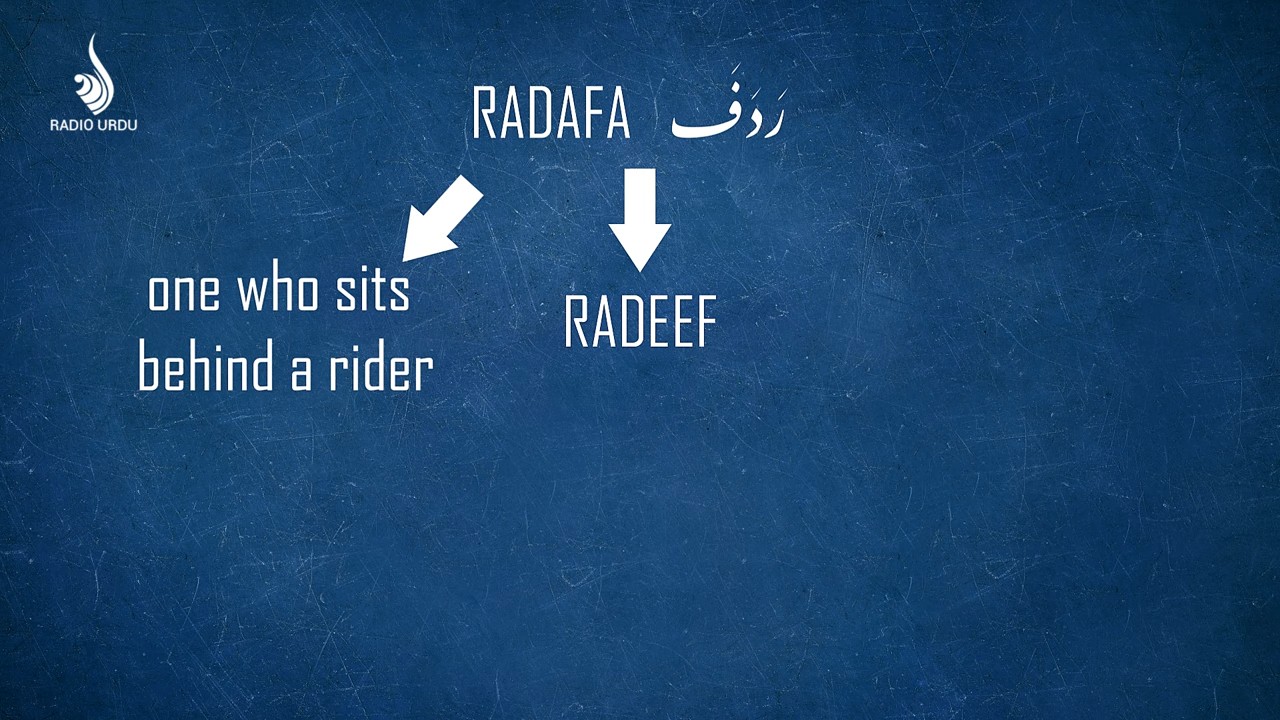 RADIO URDU
RADAFA رَدَفَ
one who sits
behind a rider
RADEEF